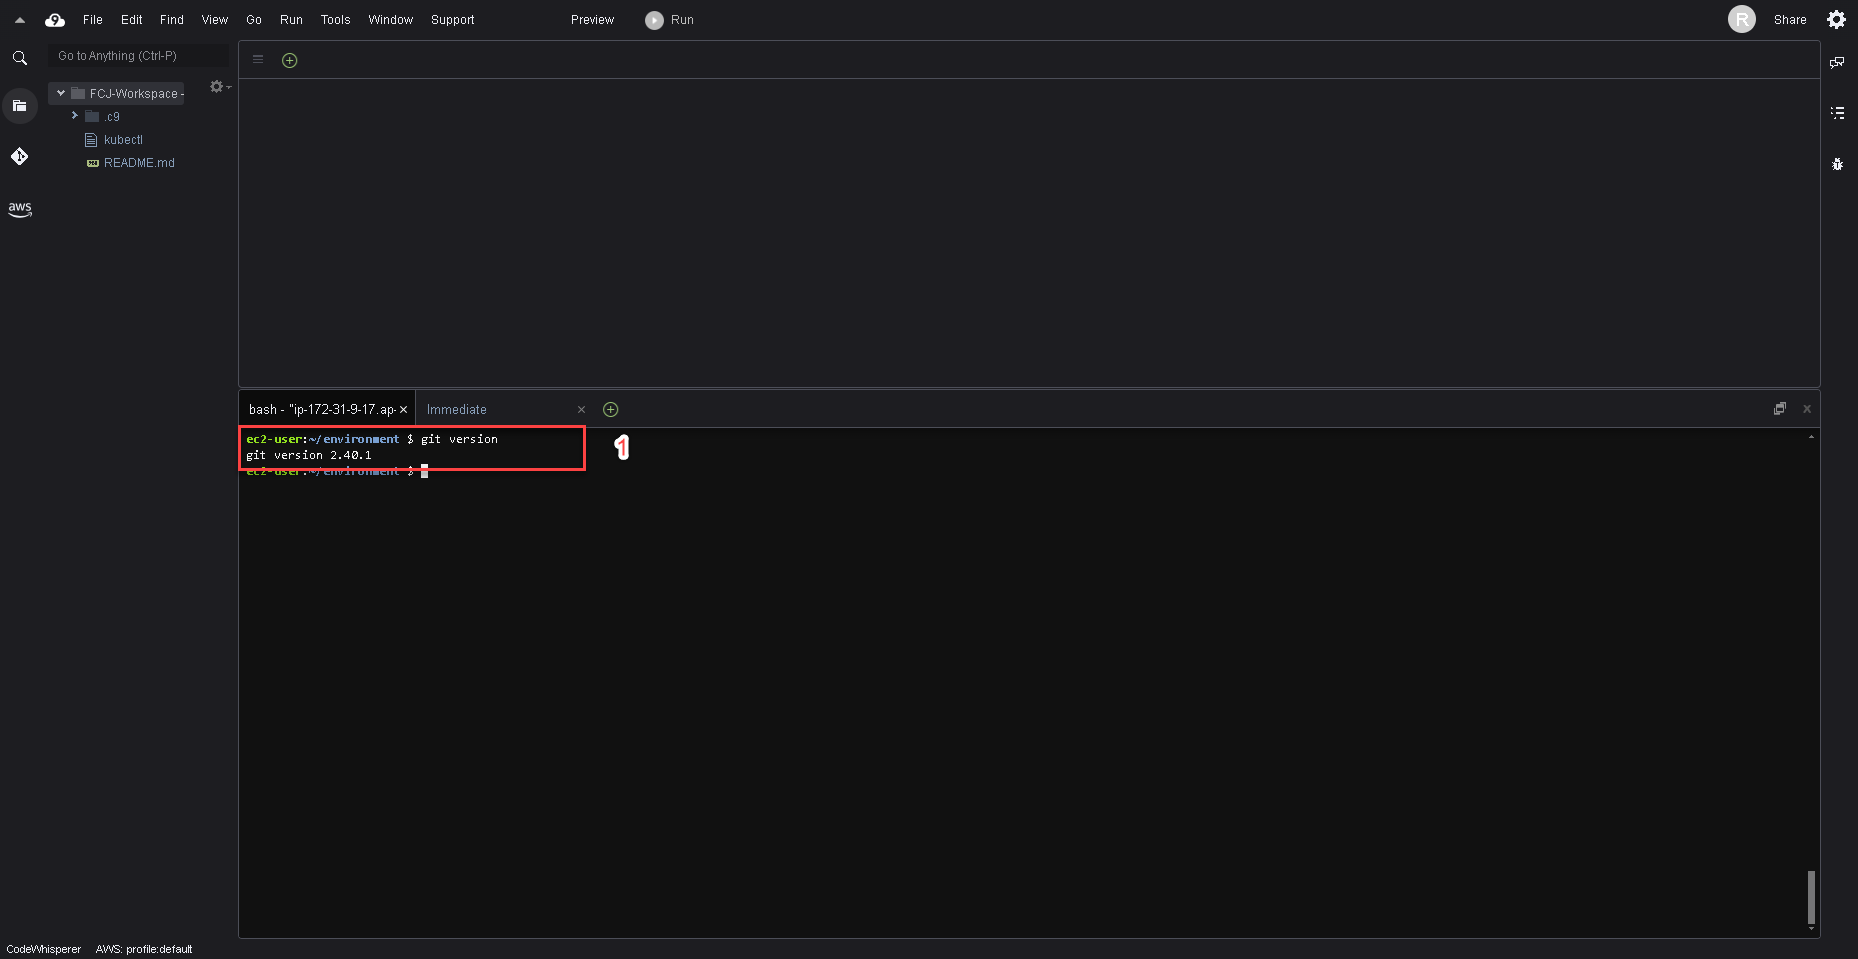 File Edit Find View Go Run Tools Window Support Preview Run R Share
Go to Anything (Ctrl-P)
FCJ-Workspace -
.c9
kubectl
README.md
aws
bash - "ip-172-31-9-17.ap- Immediate
ec2-user:~/environment $ git version
git version 2.40.1
ec2-user:~/environment $
1
CodeWhisperer AWS: profile:default